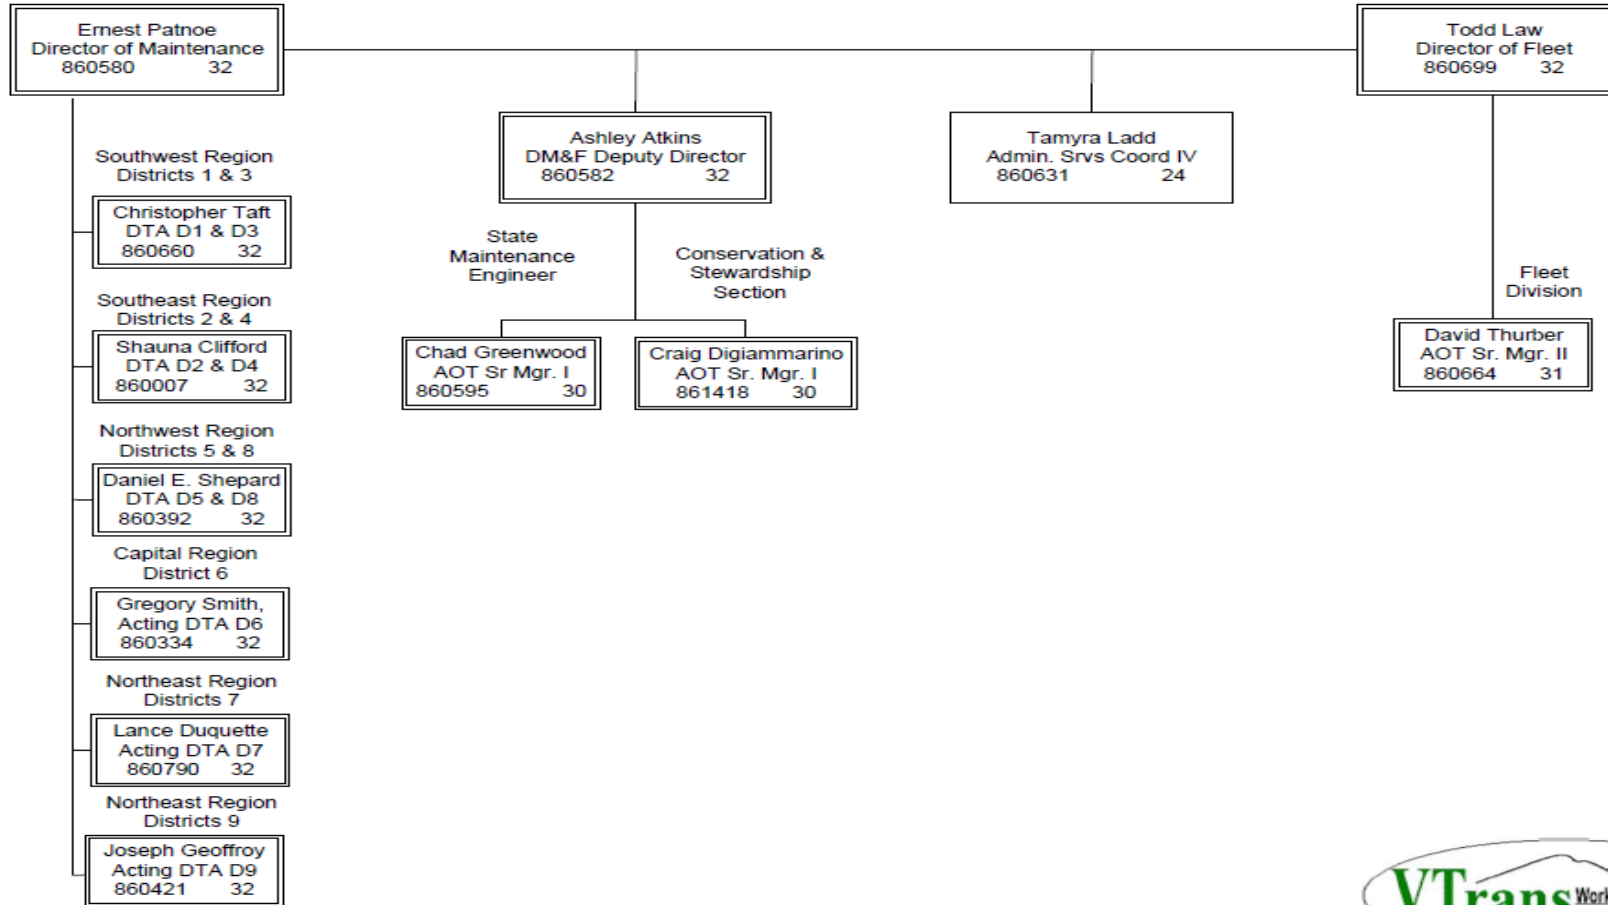 Ernest Patnoe
Director of Maintenance
860580 32
Todd Law
Director of Fleet
860699 32
Ashley Atkins
DM&F Deputy Director
860582 32
Tamyra Ladd
Admin. Srvs Coord IV
860631 24
Southwest Region
Districts 1 & 3
Christopher Taft
DTA D1 & D3
860660 32
Southeast Region
Districts 2 & 4
Shauna Clifford
DTA D2 & D4
860007 32
Northwest Region
Districts 5 & 8
Daniel E. Shepard
DTA D5 & D8
860392 32
Capital Region
District 6
Gregory Smith,
Acting DTA D6
860334 32
Northeast Region
Districts 7
Lance Duquette
Acting DTA D7
860790 32
Northeast Region
Districts 9
Joseph Geoffroy
Acting DTA D9
860421 32
State
Maintenance
Engineer
Conservation &
Stewardship
Section
Chad Greenwood
AOT Sr Mgr. I
860595 30
Craig Digiammarino
AOT Sr. Mgr. I
861418 30
Fleet
Division
David Thurber
AOT Sr. Mgr. II
860664 31
VTrans